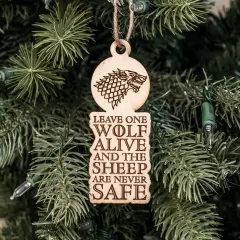 LEAVE ONE
WOLF
ALIVE
AND THE
SHEEP
ARE NEVER
SAFE